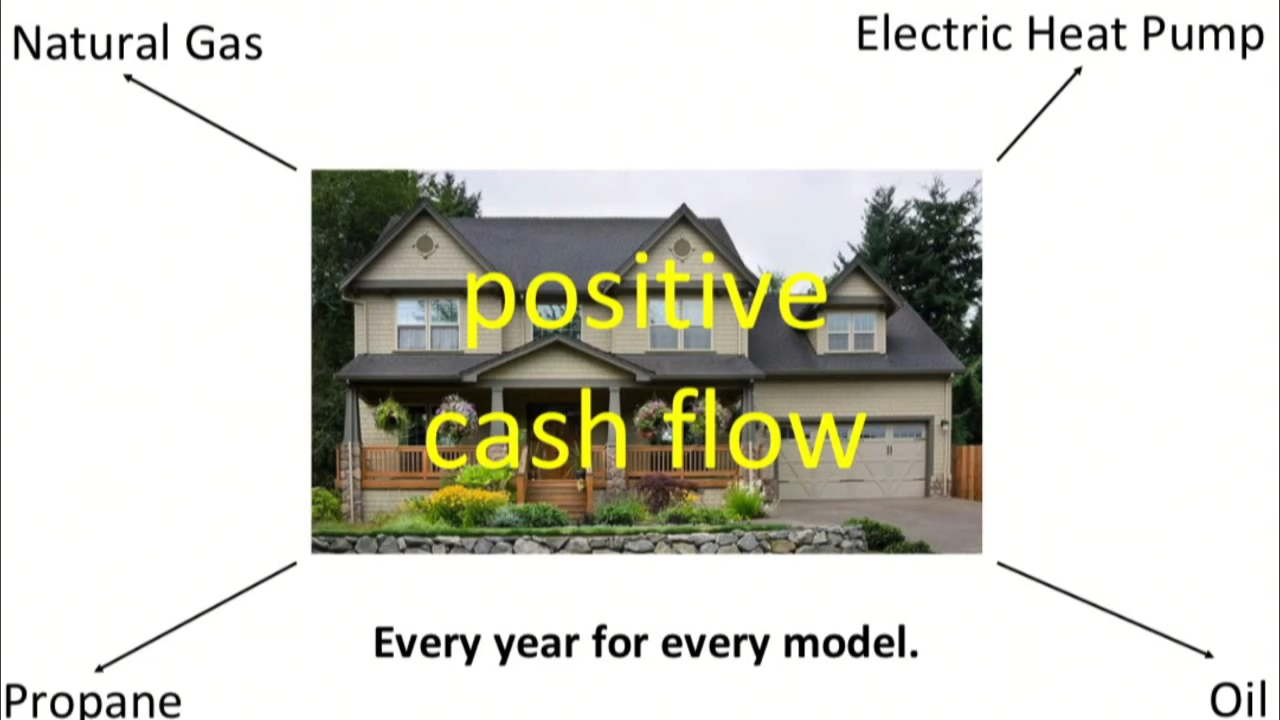 Natural Gas
Electric Heat Pump
positive
cash flow
Every year for every model.
Propane
Oil